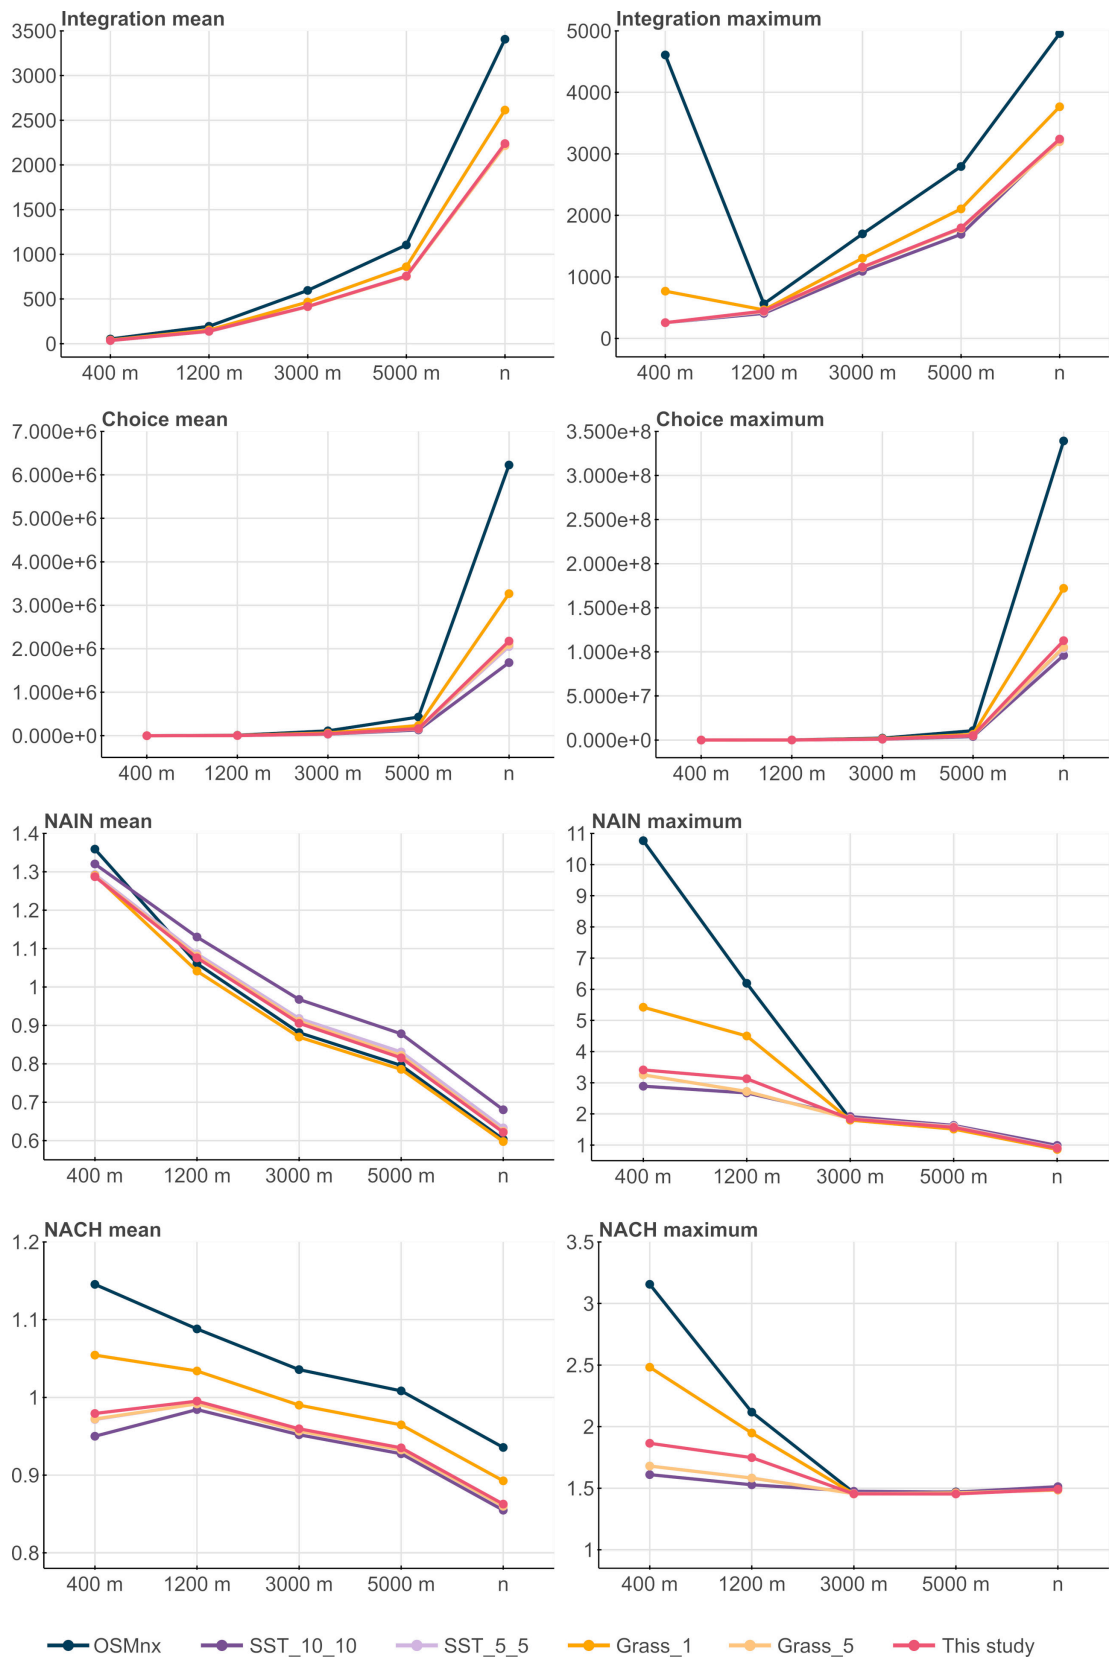 Integration mean
3500
3000
2500
2000
1000
500
0
400 m 1200 m 3000 m 5000 m n
Integration maximum
5000
4000
3000
2000
1000
0
400 m 1200 m 3000 m 5000 m n
Choice mean
7.000e+6
6.000e+6
4.000e+6
3.000e+6
2.000e+6
1.000e+6
0.000e+0
400 m 1200 m 3000 m 5000 m n
Choice maximum
3.500e+8
3.000e+8
3.500e+8
2.000e+8
1.500e+8
1.000e+8
5.000e+7
0.000e+0
400 m 1200 m 3000 m 5000 m n
NAIN mean
1.4
1.3
1.2
1.1
1
0.9
0.8
0.7
0.6
400 m 1200 m 3000 m 5000 m n
NAIN maximum
11
10
9
8
7
6
5
4
3
2
1
400 m 1200 m 3000 m 5000 m n
NACH mean
1.2
1.1
1
0.9
0.8
400 m 1200 m 3000 m 5000 m n
NACH maximum
3.5
3
2.5
2
1.5
1
400 m 1200 m 3000 m 5000 m n
OSMnx SST_10_10 SST_5_5 Grass_1 Grass_5 This study